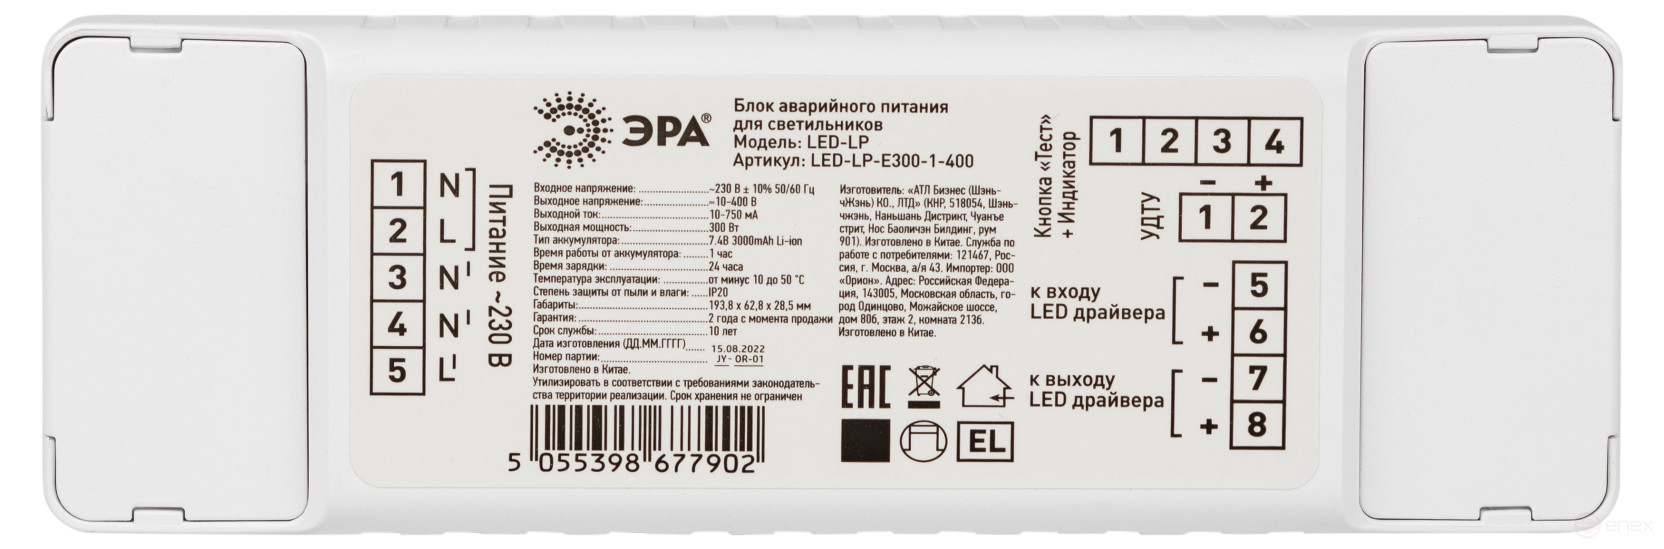 ЭРА®
Блок аварийного питания
для светильников
Модель: LED-LP
Артикул: LED-LP-E300-1-400
1 N
2 L
3 N'
4 N'
5 L'
Питание ~230 В
Входное напряжение: ....................~230 В ± 10% 50/60 Гц
Выходное напряжение:..................=10-400 В
Выходной ток:..................10-750 мА
Выходная мощность:..................300 Вт
Тип аккумулятора:..................7.4В 3000mAh Li-ion
Время работы от аккумулятора: .......1 час
Время зарядки: ..................24 часа
Температура эксплуатации: ............от минус 10 до 50 °C
Степень защиты от пыли и влаги: .....IP20
Габариты:..................193,8 x 62,8 x 28,5 мм
Гарантия:..................2 года с момента продажи
Срок службы:..................10 лет
Дата изготовления (ДД.ММ.ГГГГ)...... 15.08.2022
Номер партии:.................. JY- OR-01
Изготовлено в Китае.
Утилизировать в соответствии с требованиями законодатель-
ства территории реализации. Срок хранения не ограничен
5 055398 677902
Изготовитель: «АТЛ Бизнес (Шэнь-
чЖэнь) КО., ЛТД» (КНР, 518054, Шэнь-
чжэнь, Наньшань Дистрикт, Чуанъе
стрит, Нос Баоличэн Билдинг, рум
901). Изготовлено в Китае. Служба по
работе с потребителями: 121467, Рос-
сия, г. Москва, а/я 43. Импортер: ООО
«Орион». Адрес: Российская Федера-
ция, 143005, Московская область, го-
род Одинцово, Можайское шоссе,
дом 80б, этаж 2, комната 2136.
Изготовлено в Китае.
EAC
EL
Кнопка «Тест»
+ Индикатор
1 2 3 4
УДТУ
– +
1 2
к входу
LED драйвера
– 5
+ 6
к выходу
LED драйвера
– 7
+ 8
enex